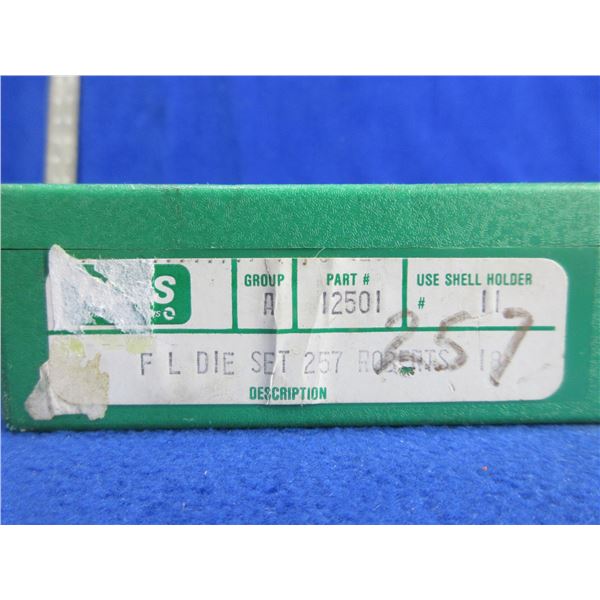 GROUP PART # USE SHELL HOLDER
A 12501 # 11
F L DIE SET 257 ROBERTS 18
257
DESCRIPTION